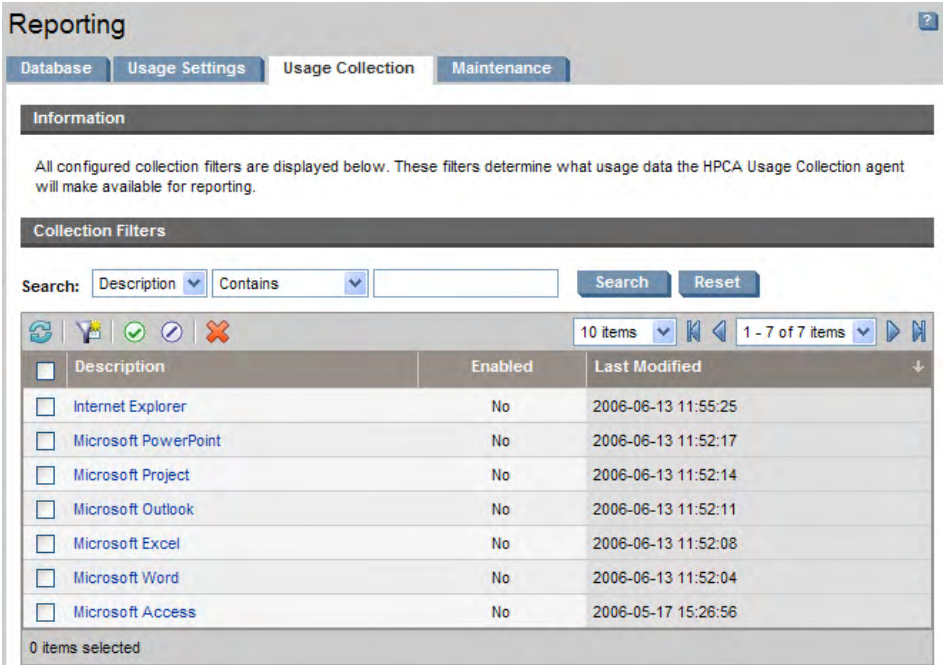 Reporting
?
Database Usage Settings Usage Collection Maintenance
Information
All configured collection filters are displayed below. These filters determine what usage data the HPCA Usage Collection agent
will make available for reporting.
Collection Filters
Search: Description Contains Search Reset
10 items 1 - 7 of 7 items
Description Enabled Last Modified
Internet Explorer No 2006-06-13 11:55:25
Microsoft PowerPoint No 2006-06-13 11:52:17
Microsoft Project No 2006-06-13 11:52:14
Microsoft Outlook No 2006-06-13 11:52:11
Microsoft Excel No 2006-06-13 11:52:08
Microsoft Word No 2006-06-13 11:52:04
Microsoft Access No 2006-05-17 15:26:56
0 items selected